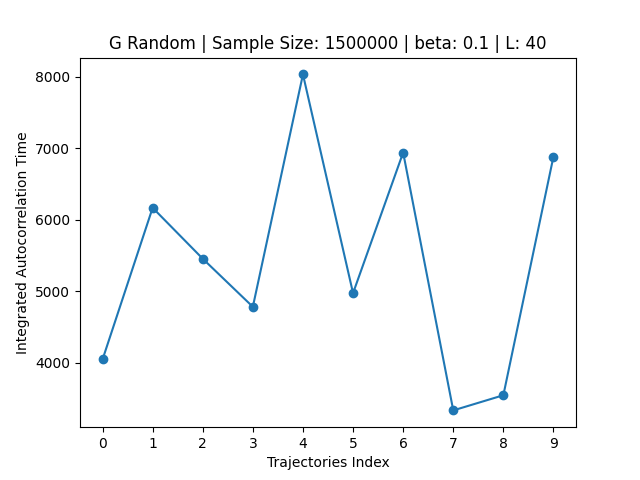 G Random | Sample Size: 1500000 | beta: 0.1 | L: 40
Integrated Autocorrelation Time
8000
7000
6000
5000
4000
0 1 2 3 4 5 6 7 8 9
Trajectories Index